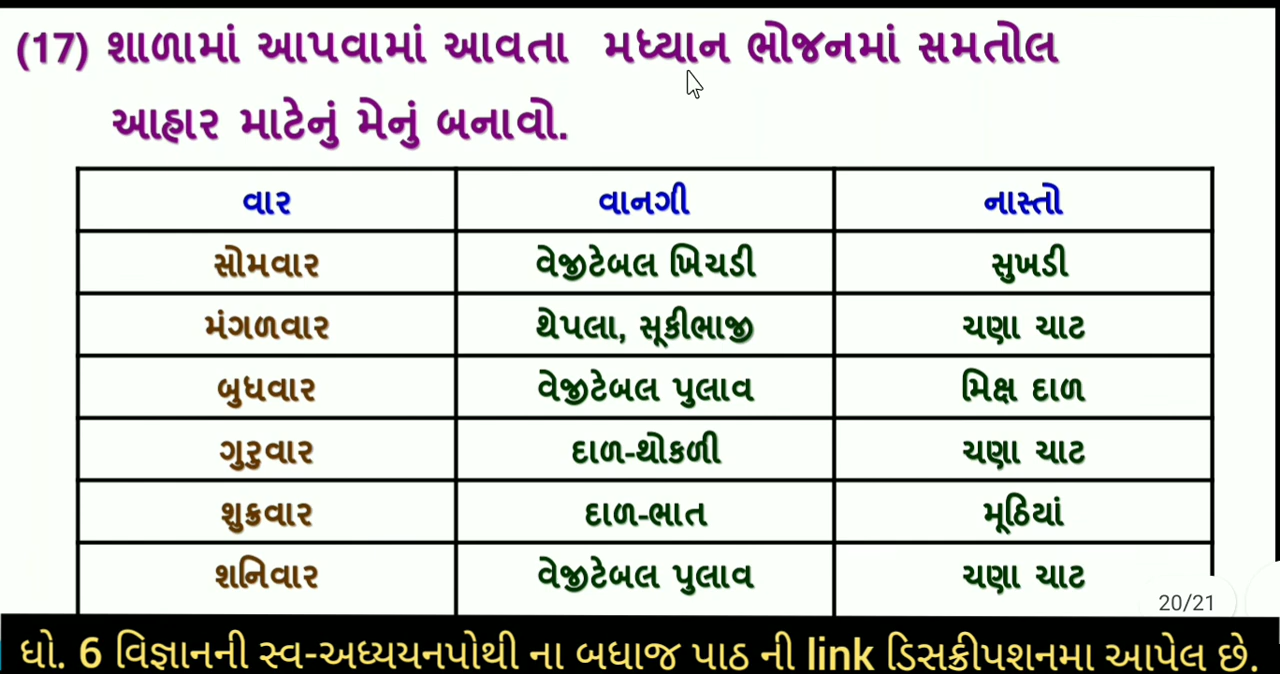 (17) શાળામાં આપવામાં આવતા મધ્યાન ભોજનમાં સમતોલ
આહાર માટેનું મેનું બનાવો.
વાર વાનગી નાસ્તો
સોમવાર વેજીટેબલ ખિચડી સુખડી
મંગળવાર થેપલા, સૂકીભાજી ચણા ચાટ
બુધવાર વેજીટેબલ પુલાવ મિક્ષ દાળ
ગુરુવાર દાળ-થોકળી ચણા ચાટ
શુક્રવાર દાળ-ભાત મૂઠિયાં
શનિવાર વેજીટેબલ પુલાવ ચણા ચાટ
20/21
ધો. 6 વિજ્ઞાનની સ્વ-અધ્યયનપોથી ના બધાજ પાઠ ની link ડિસક્રીપશનમા આપેલ છે.